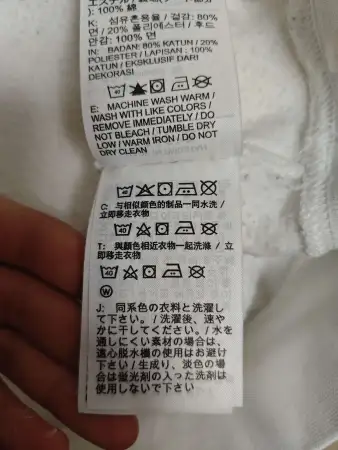 ): 100% 綿
K: 섬유혼용율 / 겉감: 80%
면 / 20% 폴리에스터 / 후드
안감: 100% 면
IN: BADAN: 80% KATUN / 20%
POLIESTER / LAPISAN : 100%
KATUN / EKSKLUSIF DARI
DEKORASI
40
E: MACHINE WASH WARM /
WASH WITH LIKE COLORS /
REMOVE IMMEDIATELY / DO
NOT BLEACH / TUMBLE DRY
LOW / WARM IRON / DO NOT
DRY CLEAN
40
C: 与相似颜色的制品一同水洗 /
立即移走衣物
40
T: 與顏色相近衣物一起洗滌 / 立
即移走衣物
40
W
J: 同系色の衣料と洗濯し
て下さい。/ 洗濯後、速や
かに干してください。/ 水を
通しにくい素材の場合は、
遠心脱水機の使用はお避け
下さい / 生成り、淡色の場
合は蛍光剤の入った洗剤は
使用しないで下さい